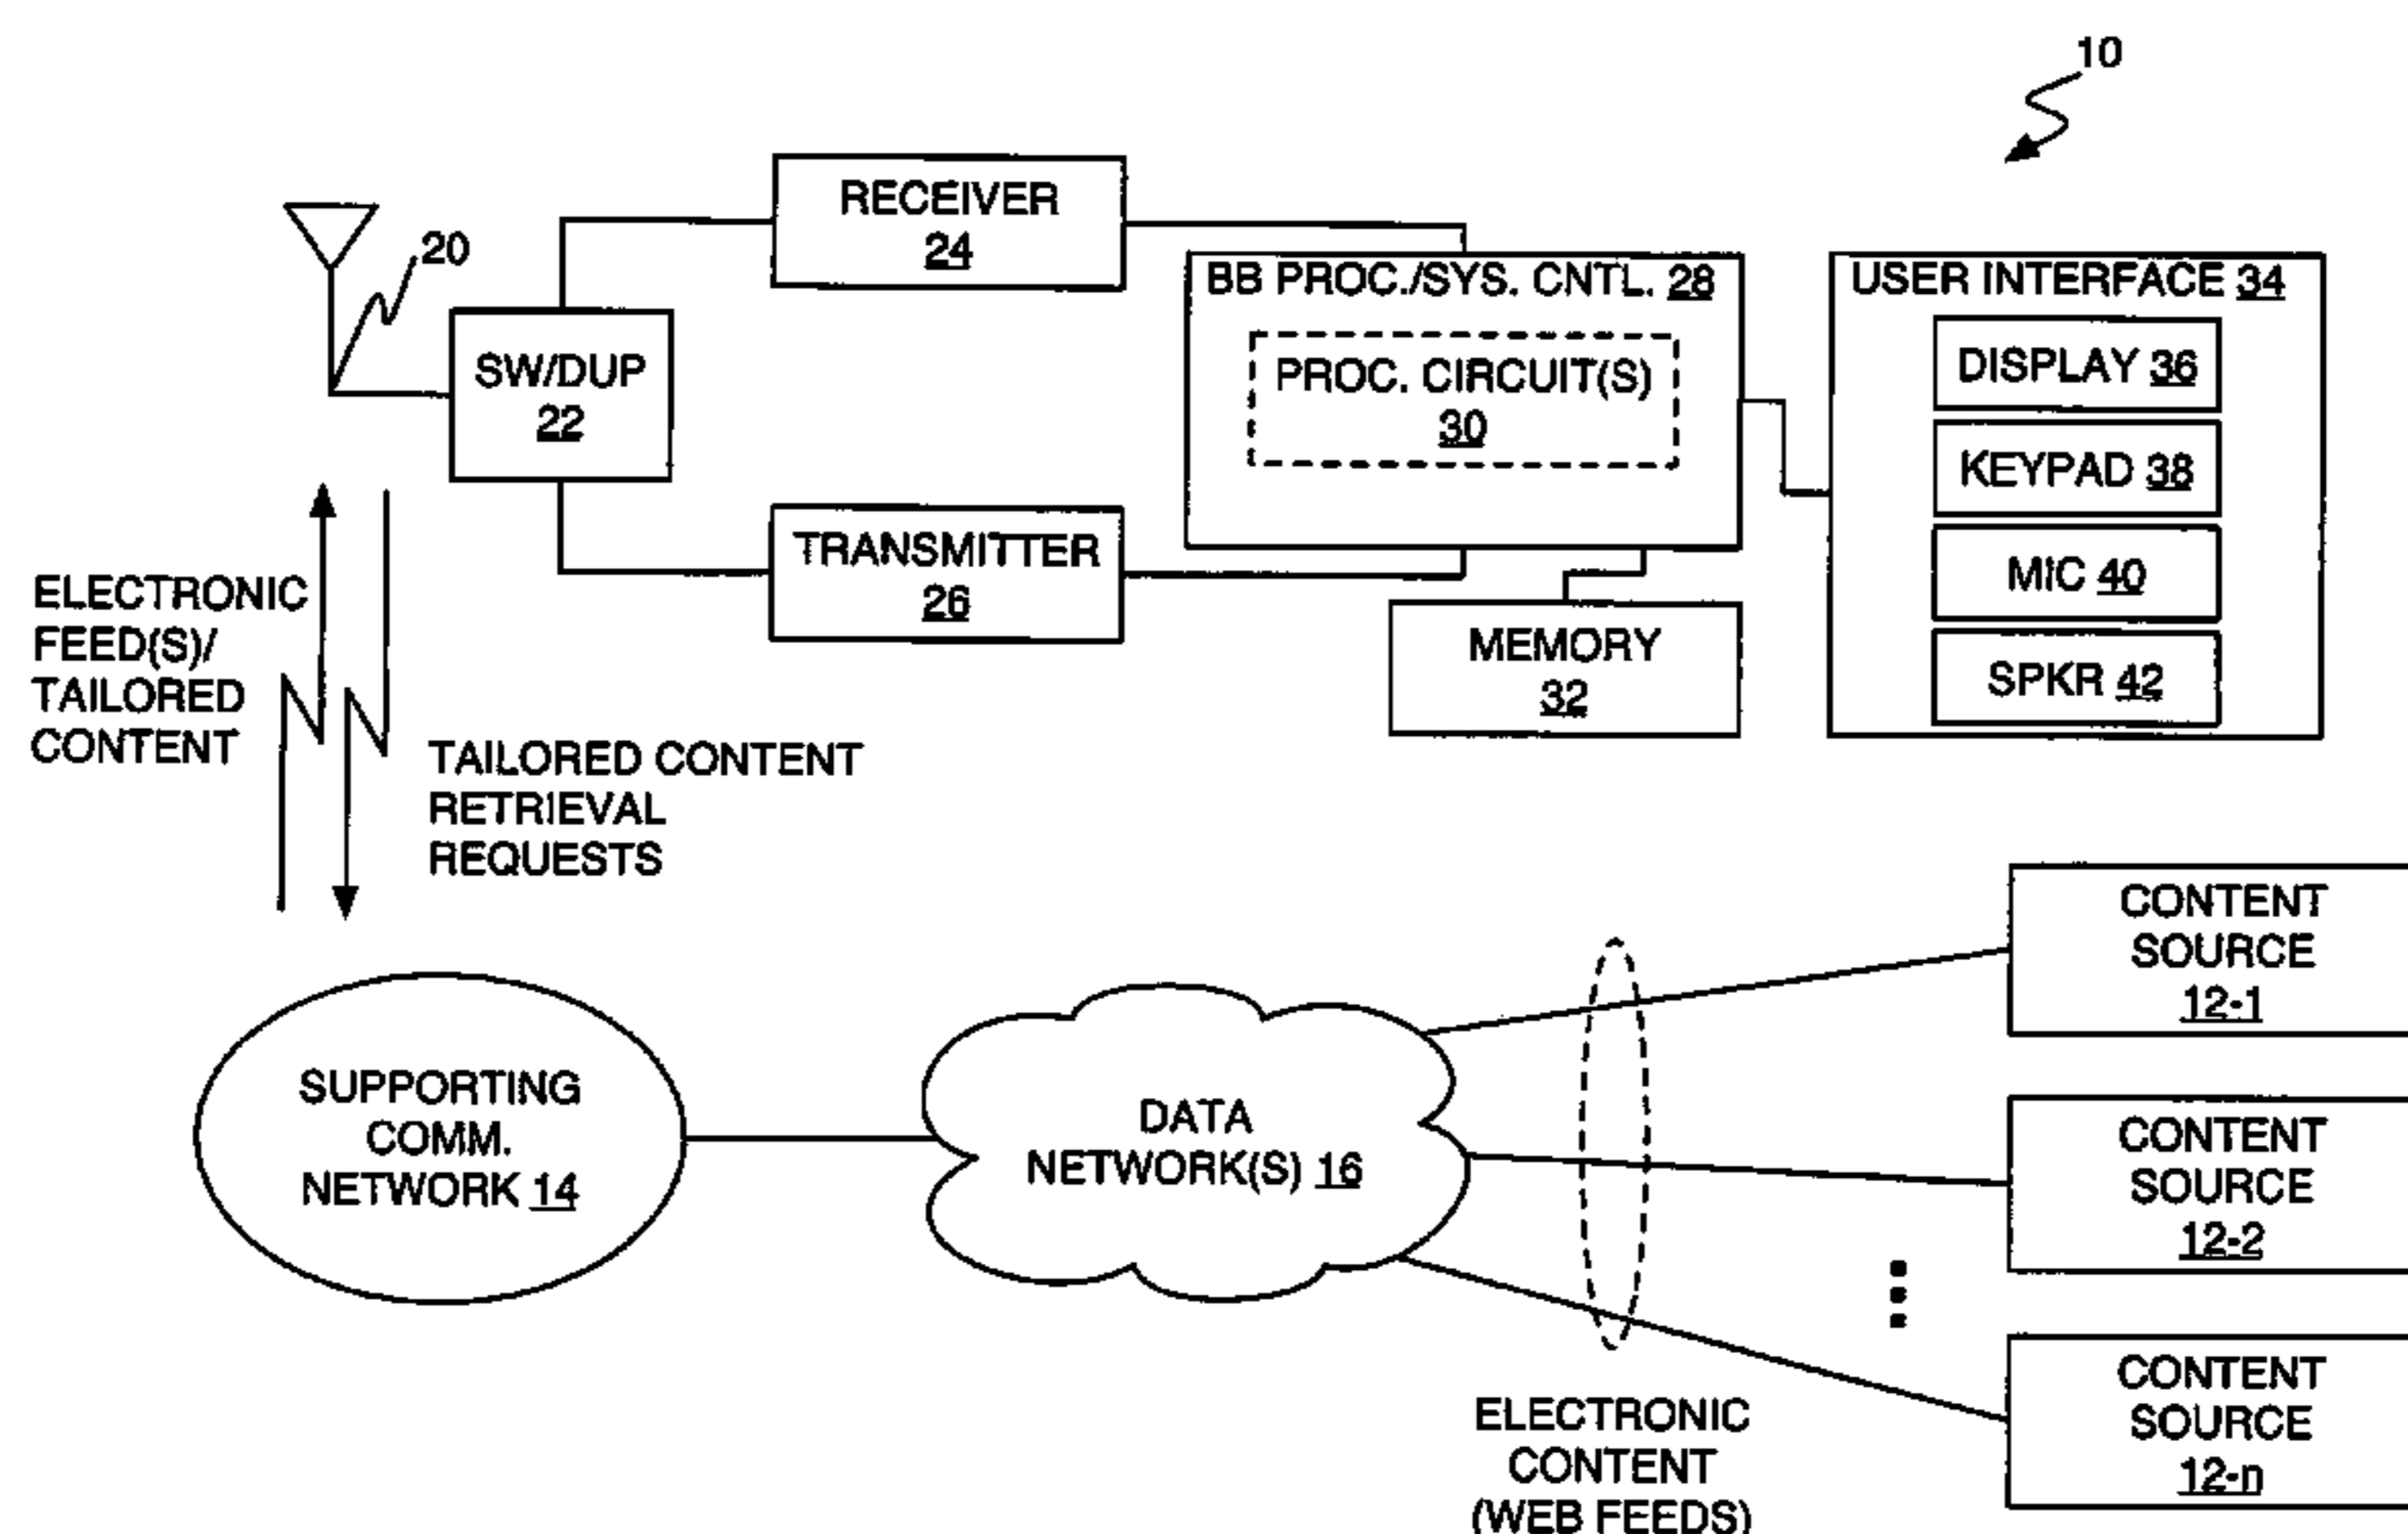 10
RECEIVER
24
20
BB PROC./SYS. CNTL. 28
USER INTERFACE 34
SW/DUP
22
PROC. CIRCUIT(S)
30
DISPLAY 36
KEYPAD 38
MIC 40
SPKR 42
TRANSMITTER
26
MEMORY
32
ELECTRONIC
FEED(S)/
TAILORED
CONTENT
TAILORED CONTENT
RETRIEVAL
REQUESTS
SUPPORTING
COMM.
NETWORK 14
DATA
NETWORK(S) 16
CONTENT
SOURCE
12-1
CONTENT
SOURCE
12-2
CONTENT
SOURCE
12-n
ELECTRONIC
CONTENT
(WEB FEEDS)